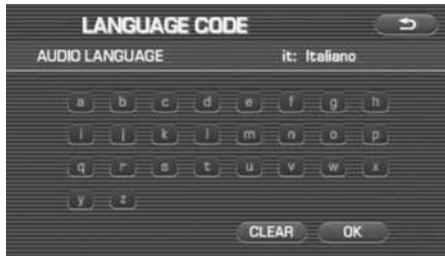 LANGUAGE CODE
AUDIO LANGUAGE it: Italiano
a b c d e f g h
i j k l m n o p
q r s t u v w x
y z
CLEAR OK